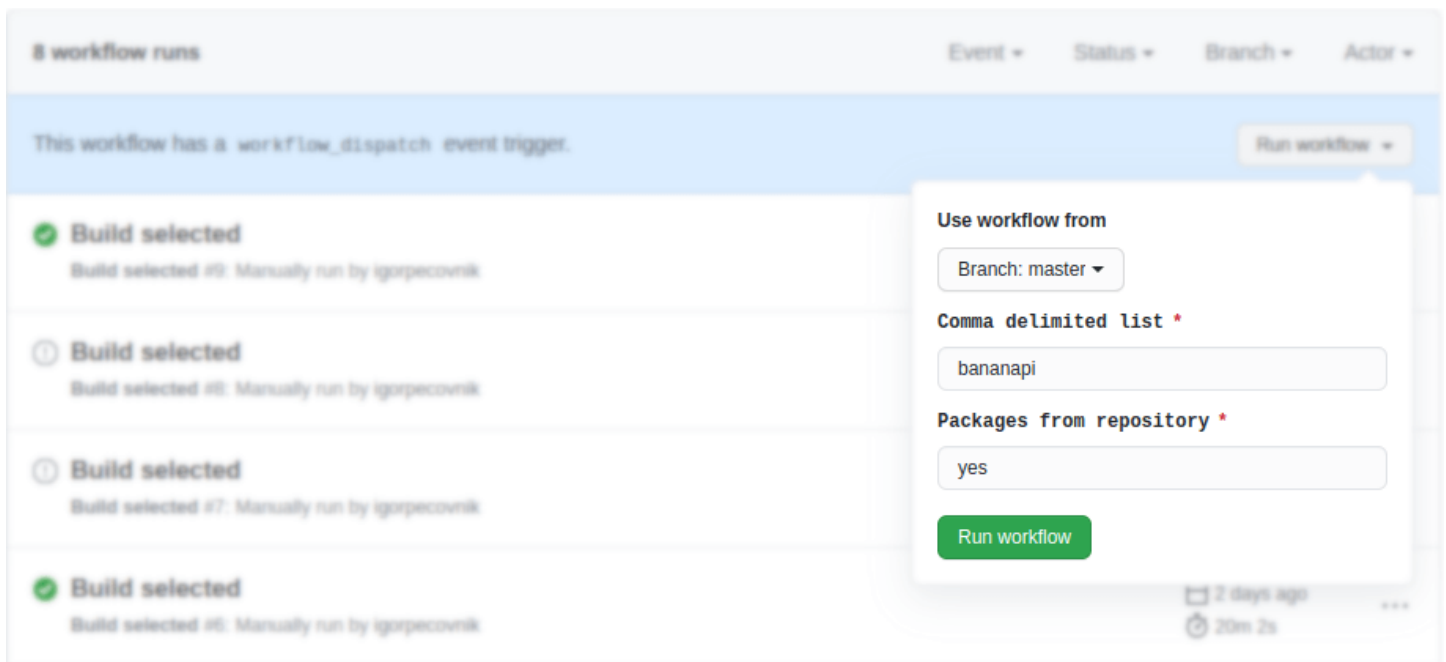 8 workflow runs
Event Status Branch Actor
This workflow has a workflow_dispatch event trigger.
Run workflow
Build selected
Build selected #9: Manually run by igorpecovnik
Build selected
Build selected #8: Manually run by igorpecovnik
Build selected
Build selected #7: Manually run by igorpecovnik
Build selected
Build selected #6: Manually run by igorpecovnik
2 days ago
20m 2s
Use workflow from
Branch: master
Comma delimited list *
bananapi
Packages from repository *
yes
Run workflow